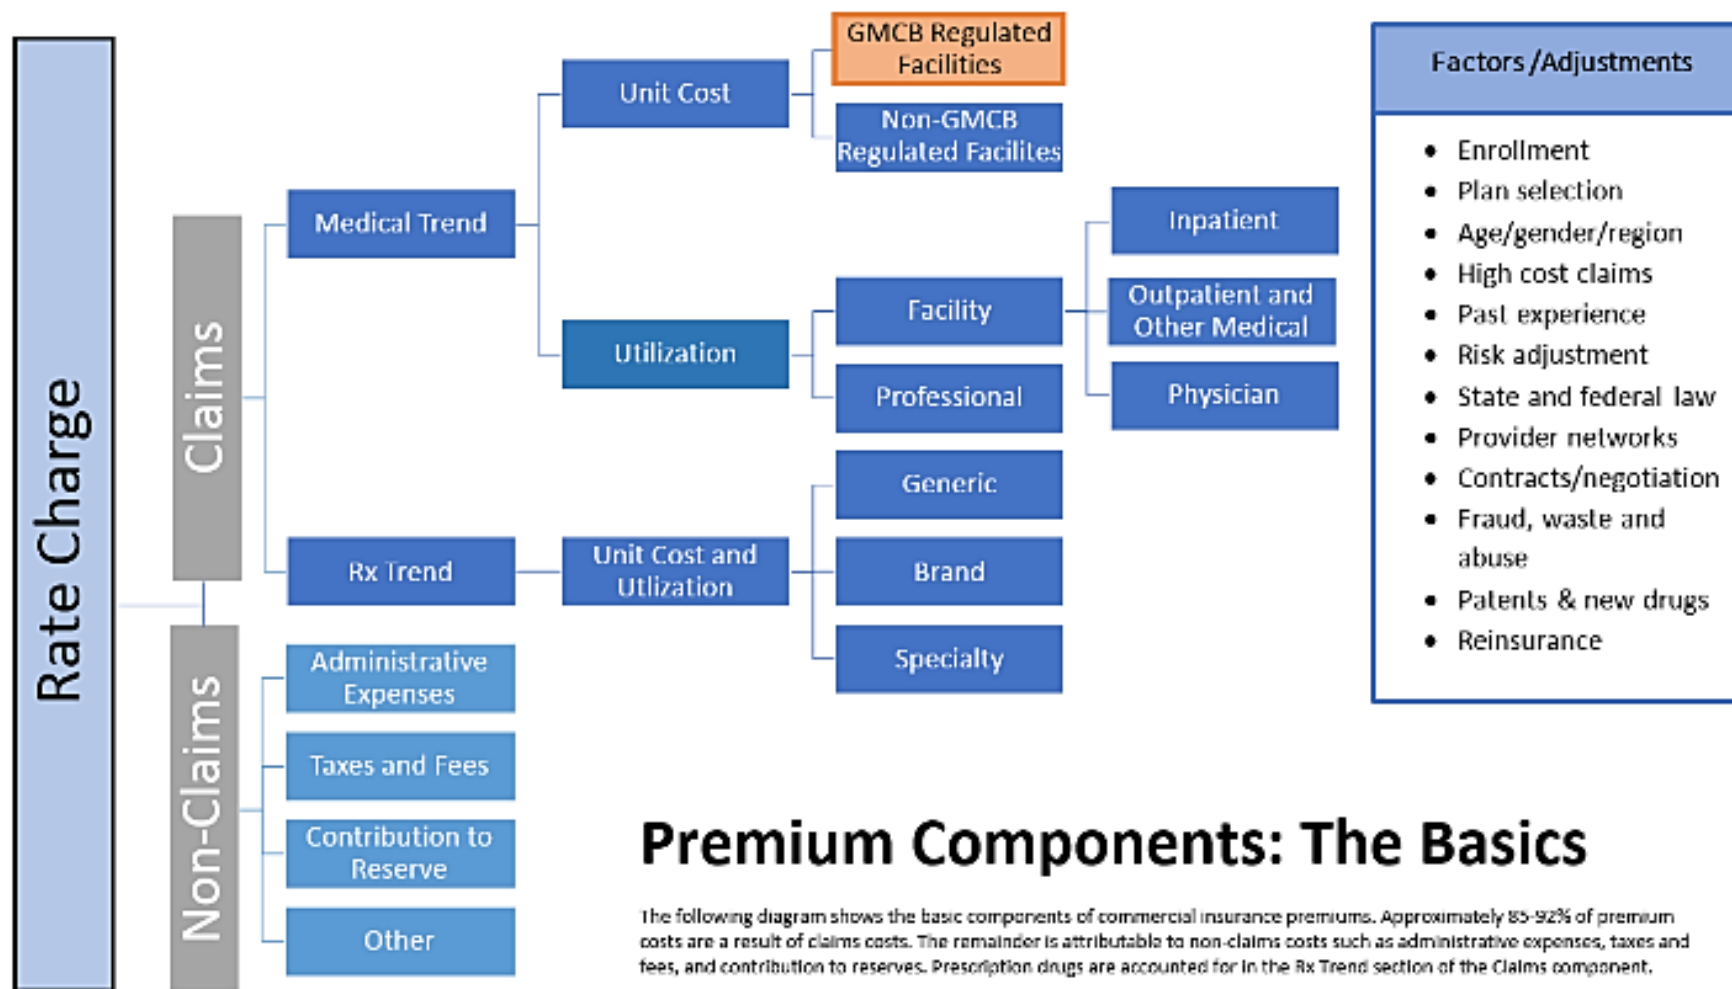 Rate Charge
Claims
Non-Claims
Medical Trend
Rx Trend
Administrative
Expenses
Taxes and Fees
Contribution to
Reserve
Other
Unit Cost
Utilization
Unit Cost and
Utlization
GMCB Regulated
Facilities
Non-GMCB
Regulated Facilites
Facility
Professional
Generic
Brand
Specialty
Inpatient
Outpatient and
Other Medical
Physician
Factors/Adjustments
• Enrollment
• Plan selection
• Age/gender/region
• High cost claims
• Past experience
• Risk adjustment
• State and federal law
• Provider networks
• Contracts/negotiation
• Fraud, waste and
abuse
• Patents & new drugs
• Reinsurance
Premium Components: The Basics
The following diagram shows the basic components of commercial insurance premiums. Approximately 85-92% of premium
costs are a result of claims costs. The remainder is attributable to non-claims costs such as administrative expenses, taxes and
fees, and contribution to reserves. Prescription drugs are accounted for in the Rx Trend section of the Claims component.